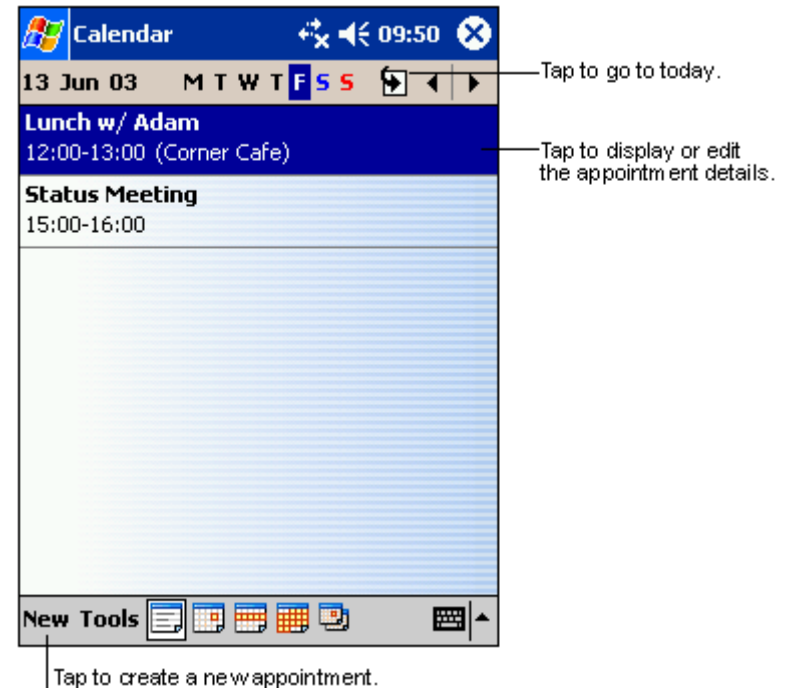 Calendar 09:50
13 Jun 03 M T W T F S S
Tap to go to today.
Lunch w/ Adam
12:00-13:00 (Corner Cafe)
Tap to display or edit
the appointment details.
Status Meeting
15:00-16:00
New Tools
Tap to create a new appointment.